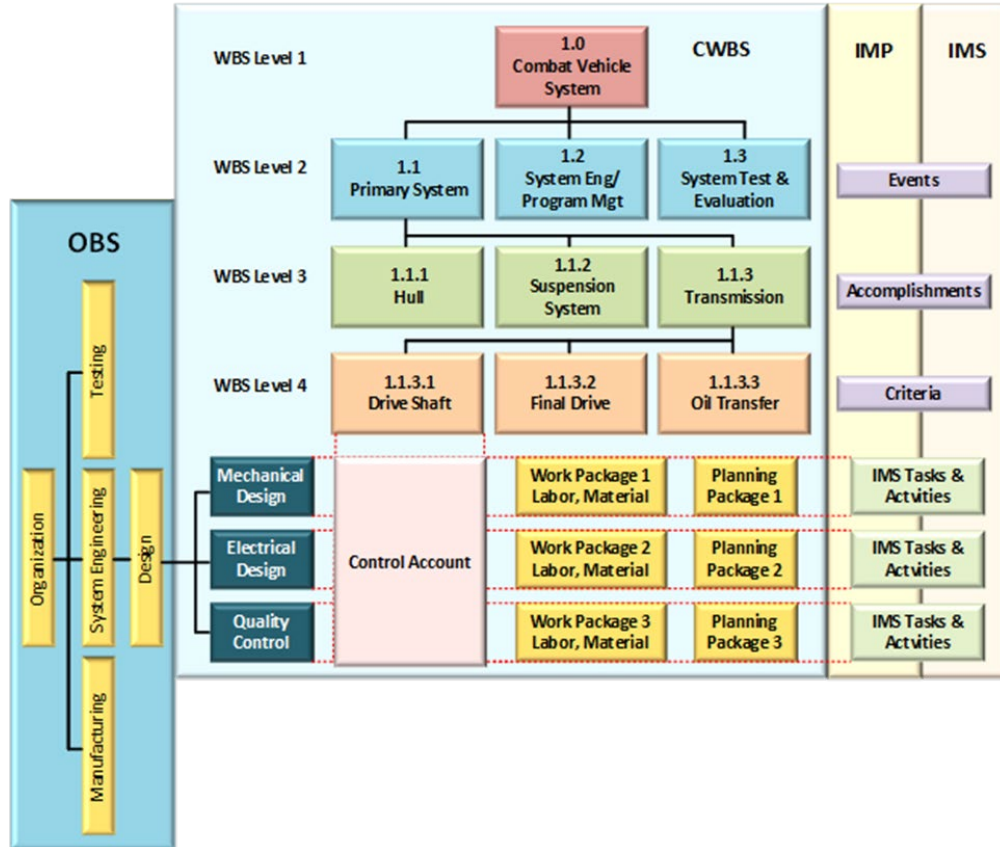 WBS Level 1
1.0
Combat Vehicle
System
CWBS
IMP
IMS
WBS Level 2
1.1
Primary System
1.2
System Eng/
Program Mgt
1.3
System Test &
Evaluation
Events
OBS
WBS Level 3
1.1.1
Hull
1.1.2
Suspension
System
1.1.3
Transmission
Accomplishments
WBS Level 4
1.1.3.1
Drive Shaft
1.1.3.2
Final Drive
1.1.3.3
Oil Transfer
Criteria
Organization
Testing
System Engineering
Manufacturing
Design
Mechanical
Design
Control Account
Work Package 1
Labor, Material
Planning
Package 1
IMS Tasks &
Actvities
Electrical
Design
Work Package 2
Labor, Material
Planning
Package 2
IMS Tasks &
Actvities
Quality
Control
Work Package 3
Labor, Material
Planning
Package 3
IMS Tasks &
Actvities